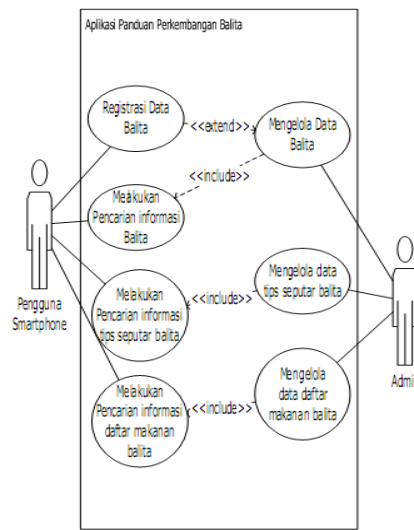 Aplikasi Panduan Perkembangan Balita
Registrasi Data
Balita
<<extend>>
Mengelola Data
Balita
<<include>>
Melakukan
Pencarian informasi
Balita
Pengguna
Smartphone
Melakukan
Pencarian informasi
tips seputar balita
<<include>>
Mengelola data
tips seputar balita
Admi
Melakukan
Pencarian informasi
daftar makanan
balita
<<include>>
Mengelola
data daftar
makanan balita